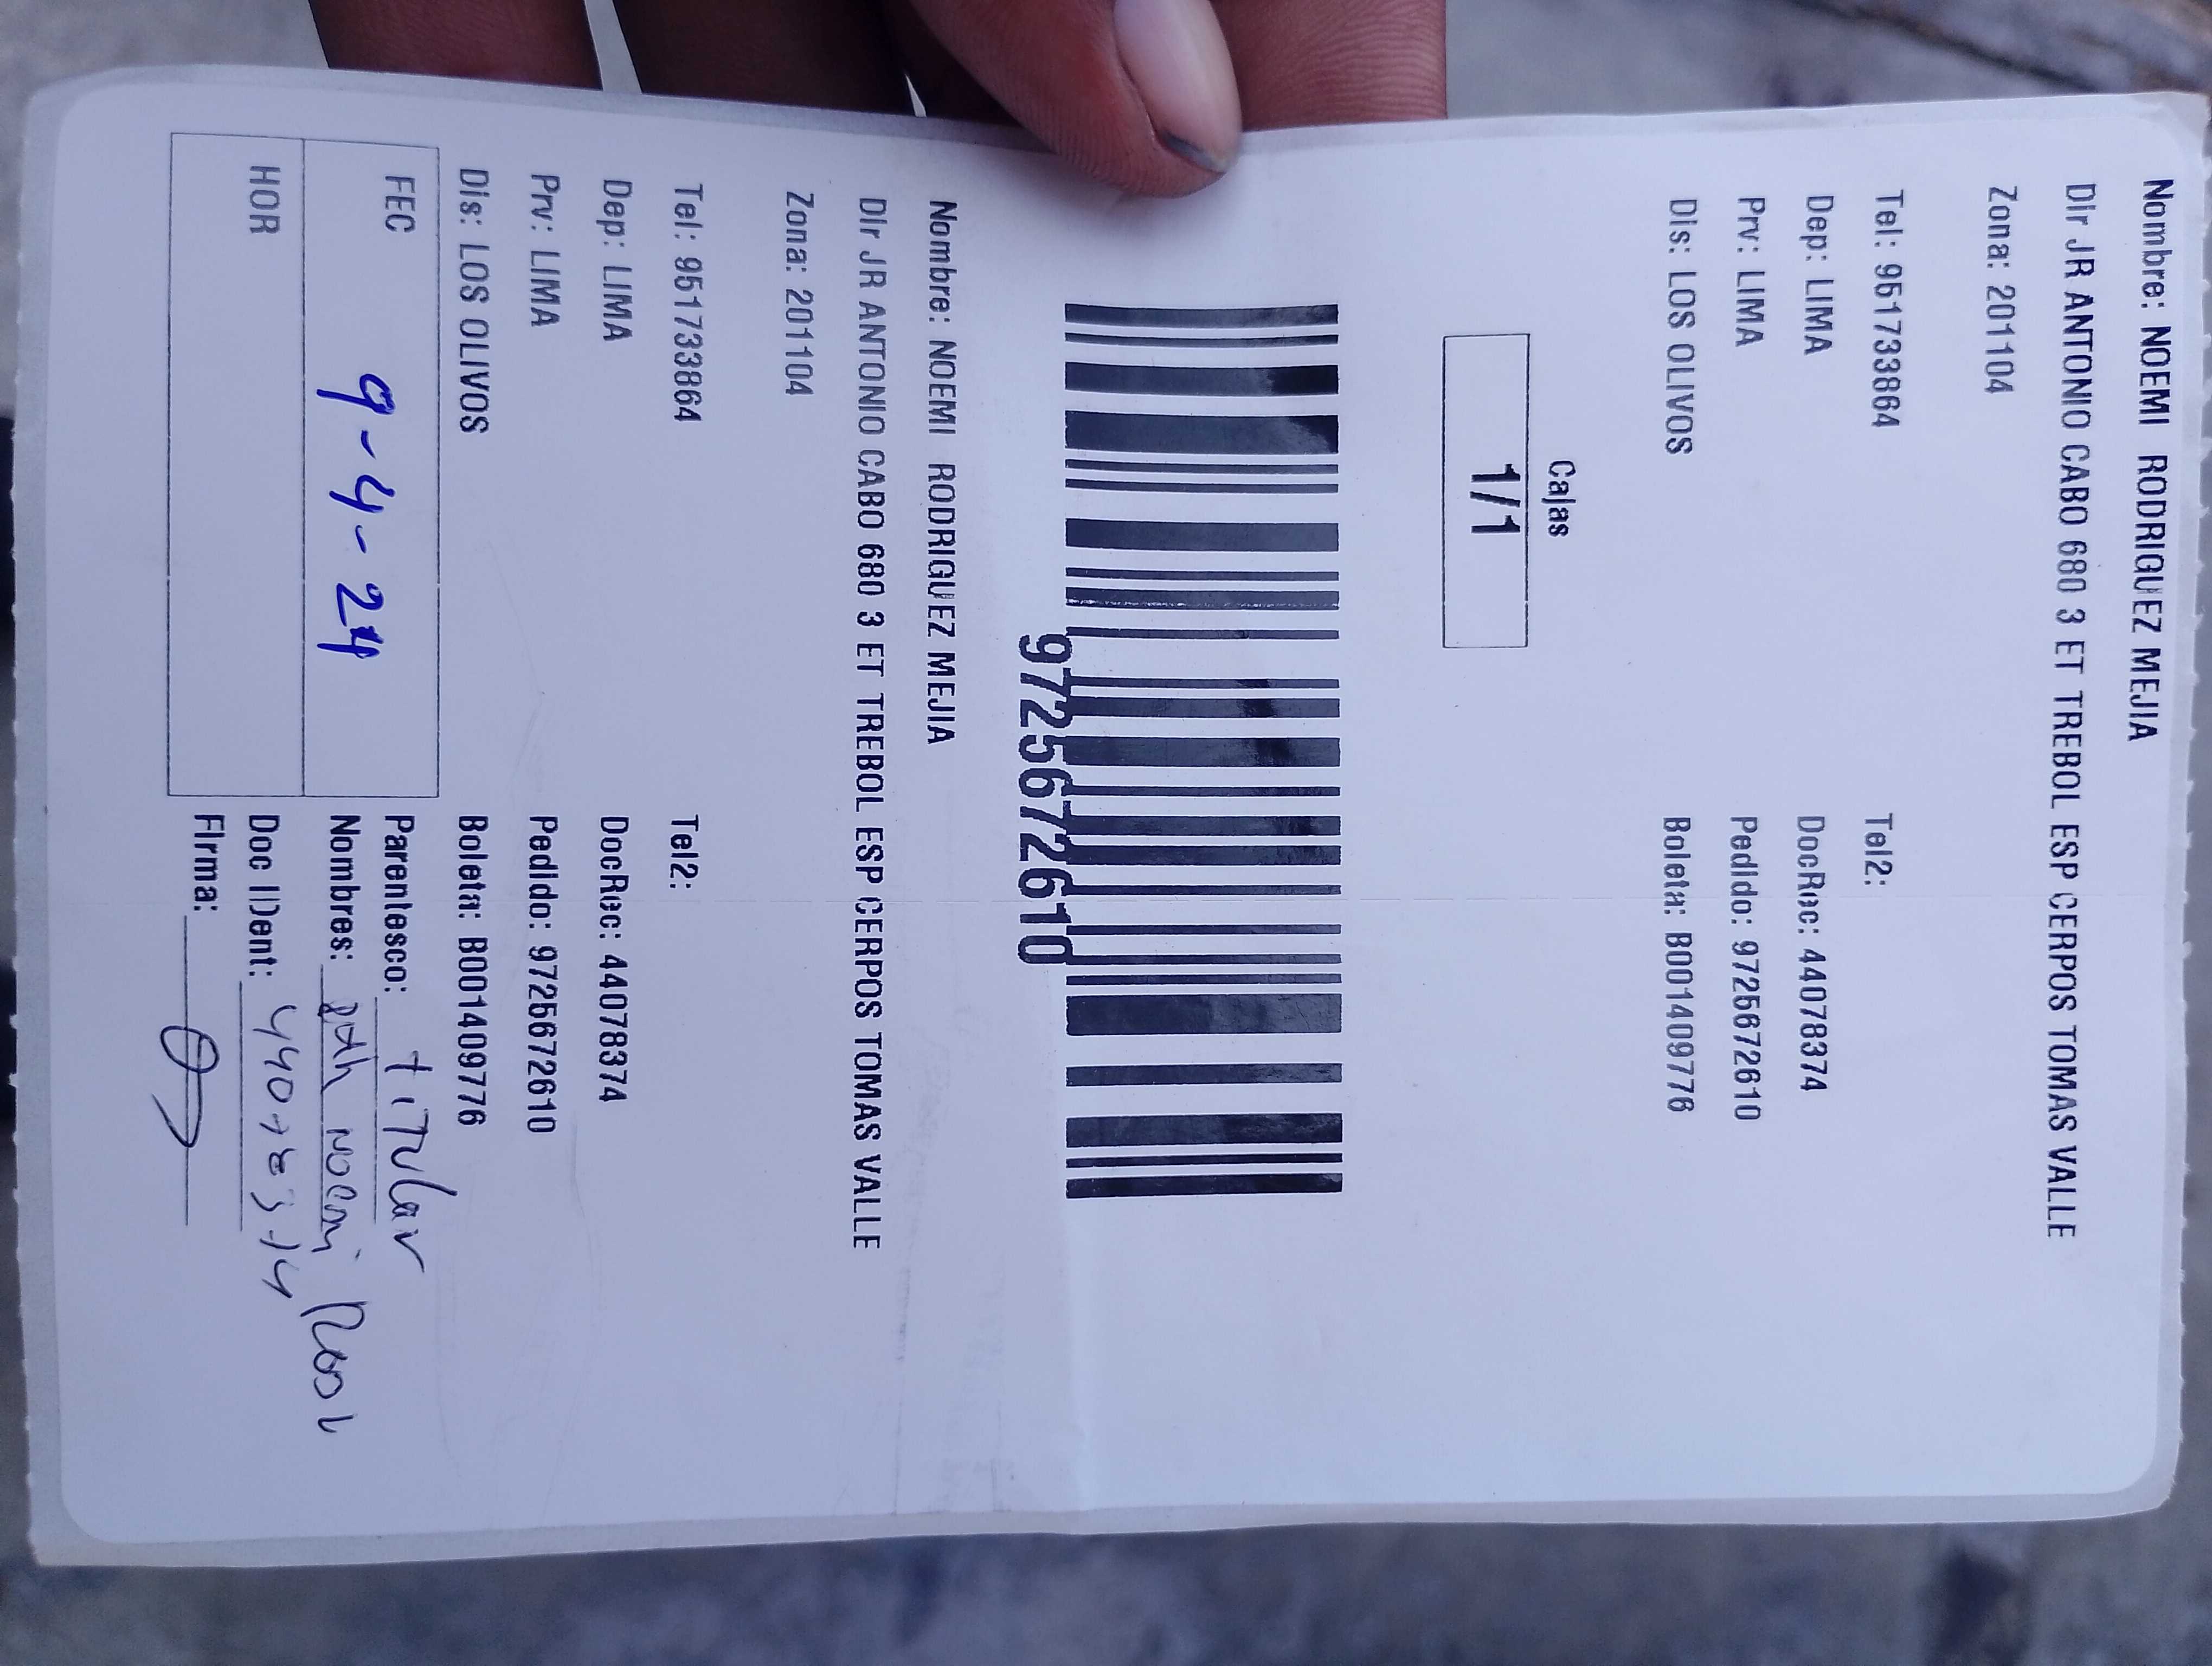 Nombre: NOEMI RODRIGUEZ MEJIA
Dir JR ANTONIO CABO 680 3 ET TREBOL ESP CERPOS TOMAS VALLE
Zona: 201104
Tel: 951733864 Tel2:
Dep: LIMA DocRec: 44078374
Prv: LIMA Pedido: 9725672610
Dis: LOS OLIVOS Boleta: B001409776
Cajas
1/1
9725672610
Nombre: NOEMI RODRIGUEZ MEJIA
Dir JR ANTONIO CABO 680 3 ET TREBOL ESP CERPOS TOMAS VALLE
Zona: 201104
Tel: 951733864 Tel2:
Dep: LIMA DocRec: 44078374
Prv: LIMA Pedido: 9725672610
Dis: LOS OLIVOS Boleta: B001409776
FEC 9-4-24 Parentesco: titular
Nombres: noemi
HOR Doc IDent: 44078374
Firma: